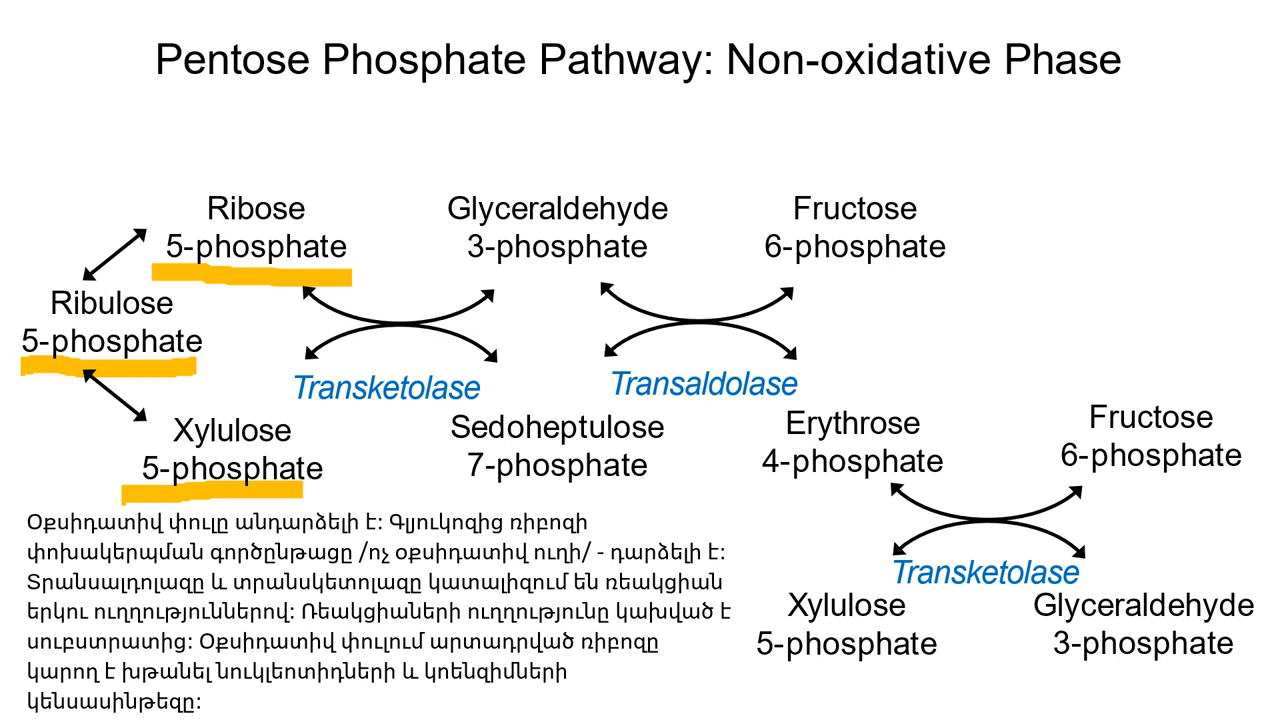 Pentose Phosphate Pathway: Non-oxidative Phase
Ribose
5-phosphate
Glyceraldehyde
3-phosphate
Fructose
6-phosphate
Ribulose
5-phosphate
Transketolase
Transaldolase
Xylulose
5-phosphate
Sedoheptulose
7-phosphate
Erythrose
4-phosphate
Fructose
6-phosphate
Transketolase
Xylulose
5-phosphate
Glyceraldehyde
3-phosphate
Օքսիդատիվ փուլը անդարձելի է: Գլյուկոզից ռիբոզի
փոխակերպման գործընթացը /ոչ օքսիդատիվ ուղի/ - դարձելի է:
Տրանսալդոլազը և տրանսկետոլազը կատալիզում են ռեակցիան
երկու ուղղություններով: Ռեակցիաների ուղղությունը կախված է
սուբստրատից: Օքսիդատիվ փուլում արտադրված ռիբոզը
կարող է խթանել նուկլեոտիդների և կոենզիմների
կենսասինթեզը: